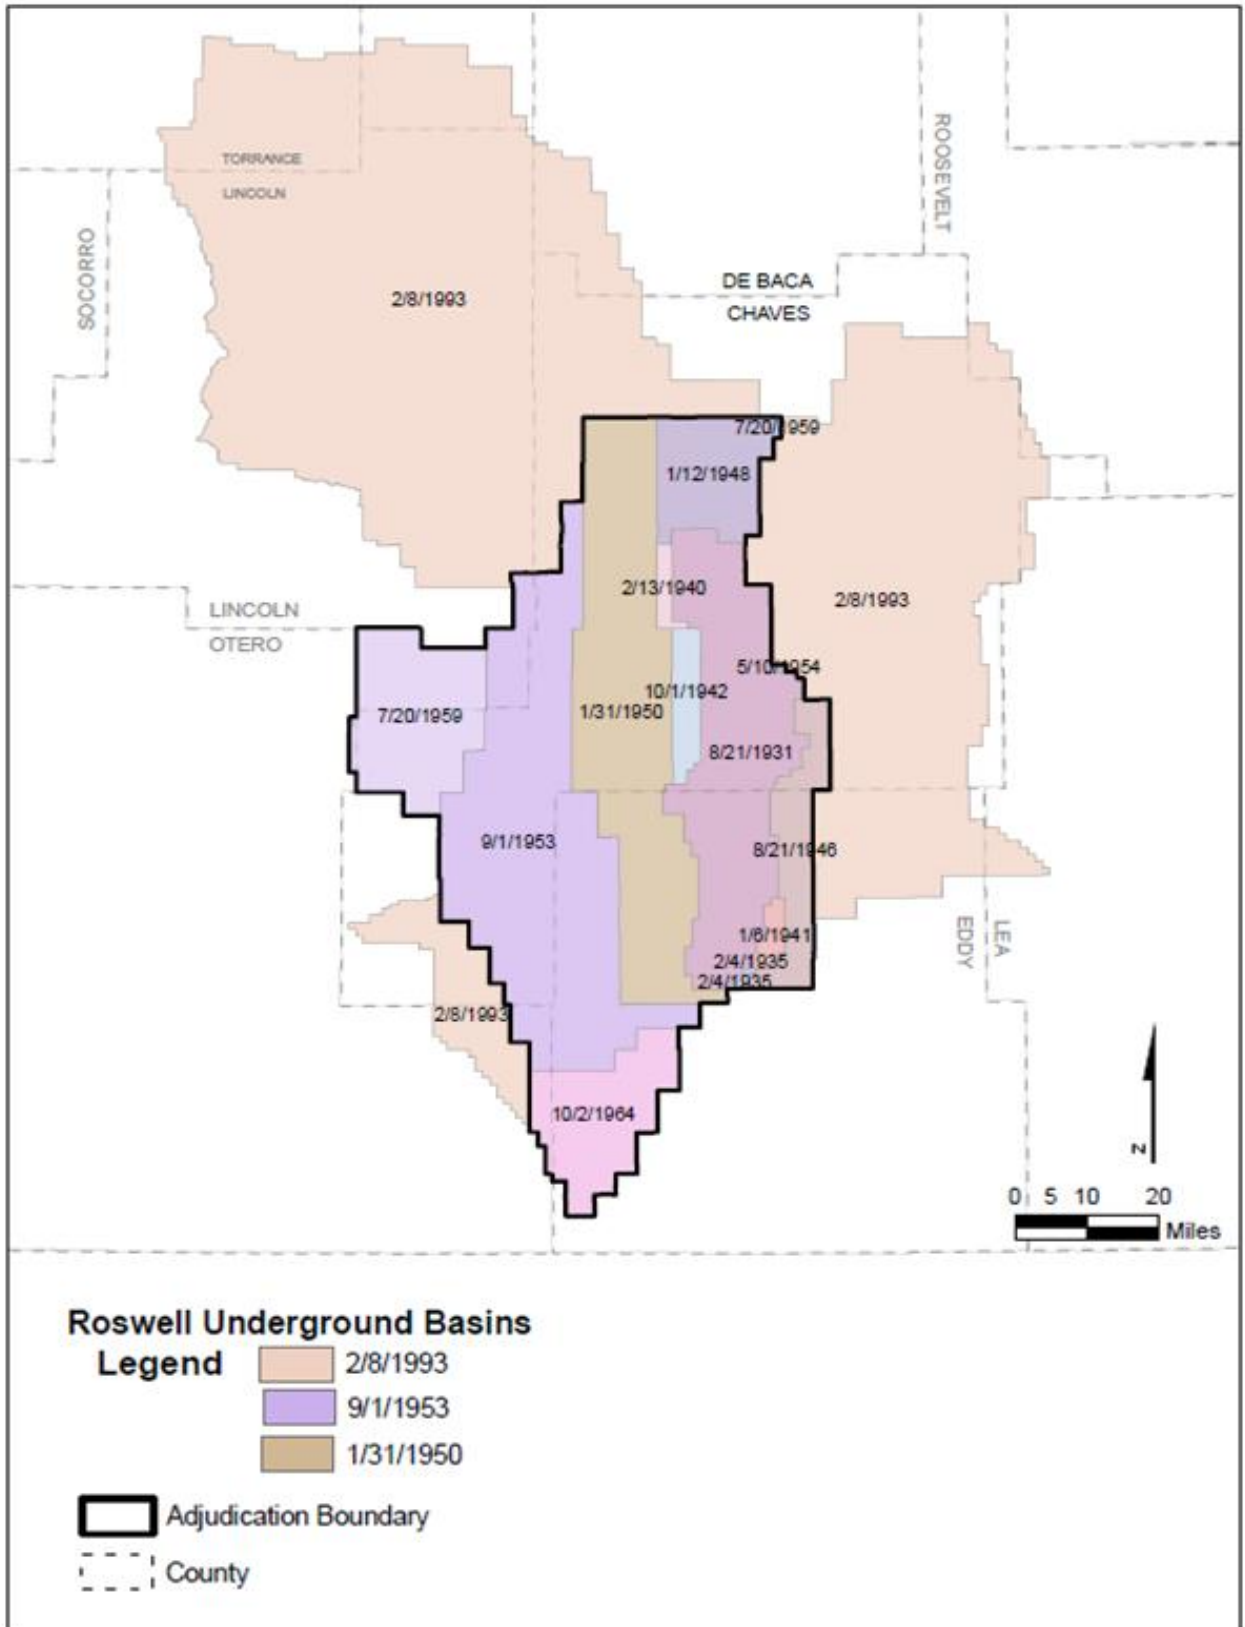 ROOSEVELT
TORRANCE
LINCOLN
SOCORRO
DE BACA
2/8/1993
CHAVES
7/20/1959
1/12/1948
2/13/1940
2/8/1993
LINCOLN
OTERO
5/10/1954
10/1/1942
1/31/1950
7/20/1959
8/21/1931
9/1/1953
8/21/1946
1/6/1941
LEA
EDDY
2/4/1935
2/4/1935
2/8/1993
10/2/1964
N
0 5 10 20
Miles
Roswell Underground Basins
Legend
2/8/1993
9/1/1953
1/31/1950
Adjudication Boundary
County